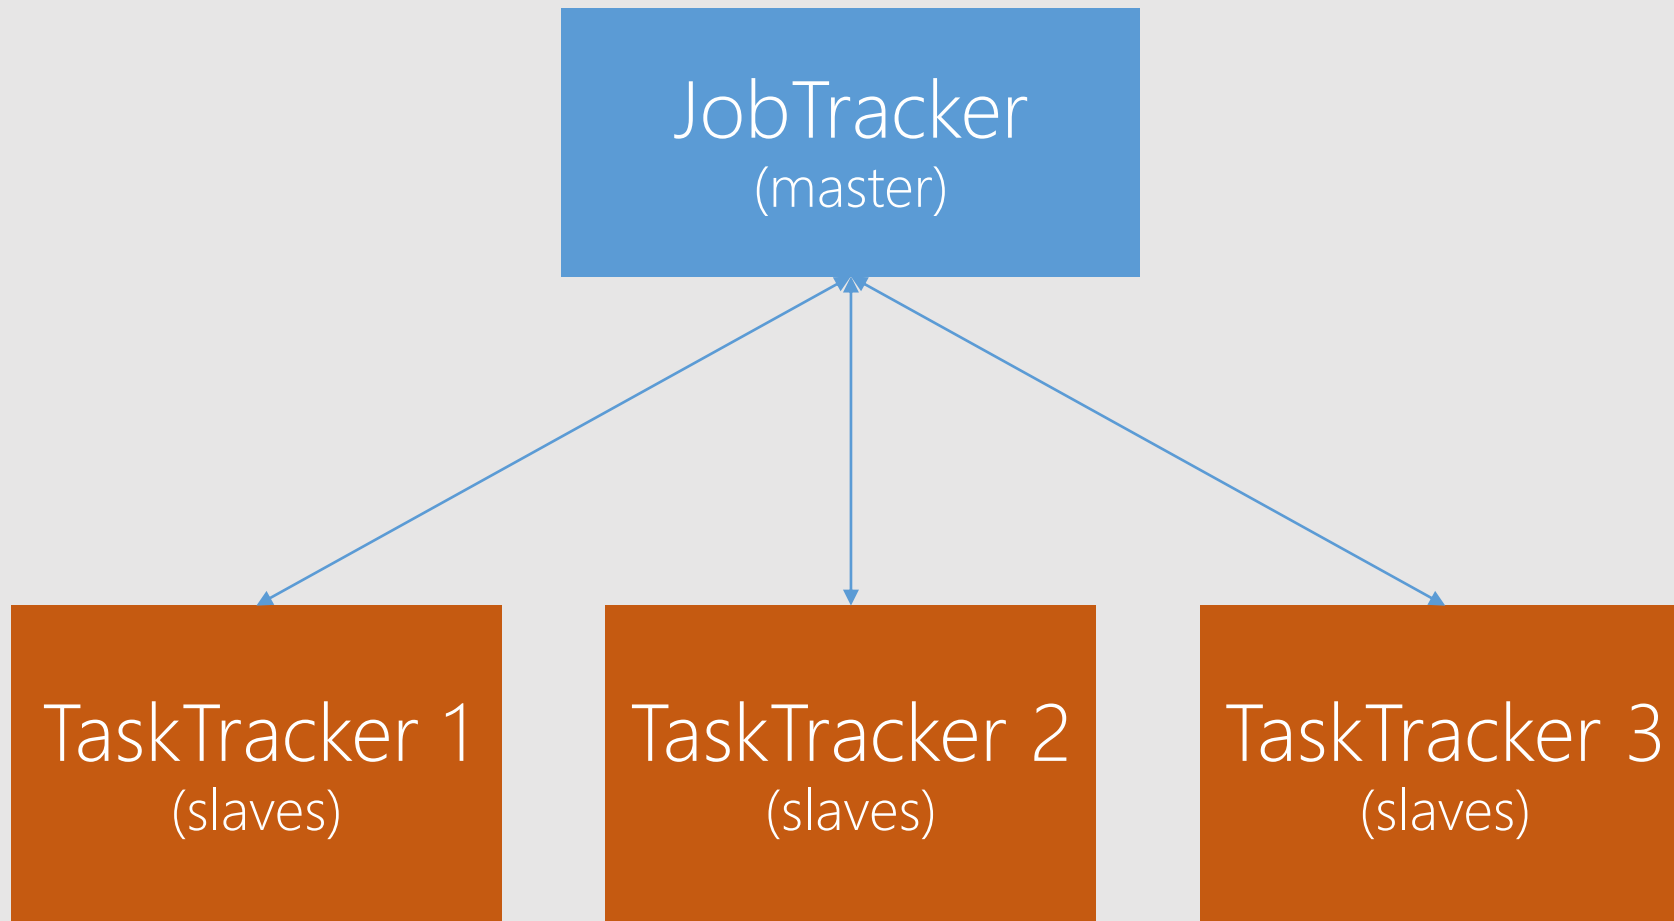 JobTracker
(master)
TaskTracker 1
(slaves)
TaskTracker 2
(slaves)
TaskTracker 3
(slaves)